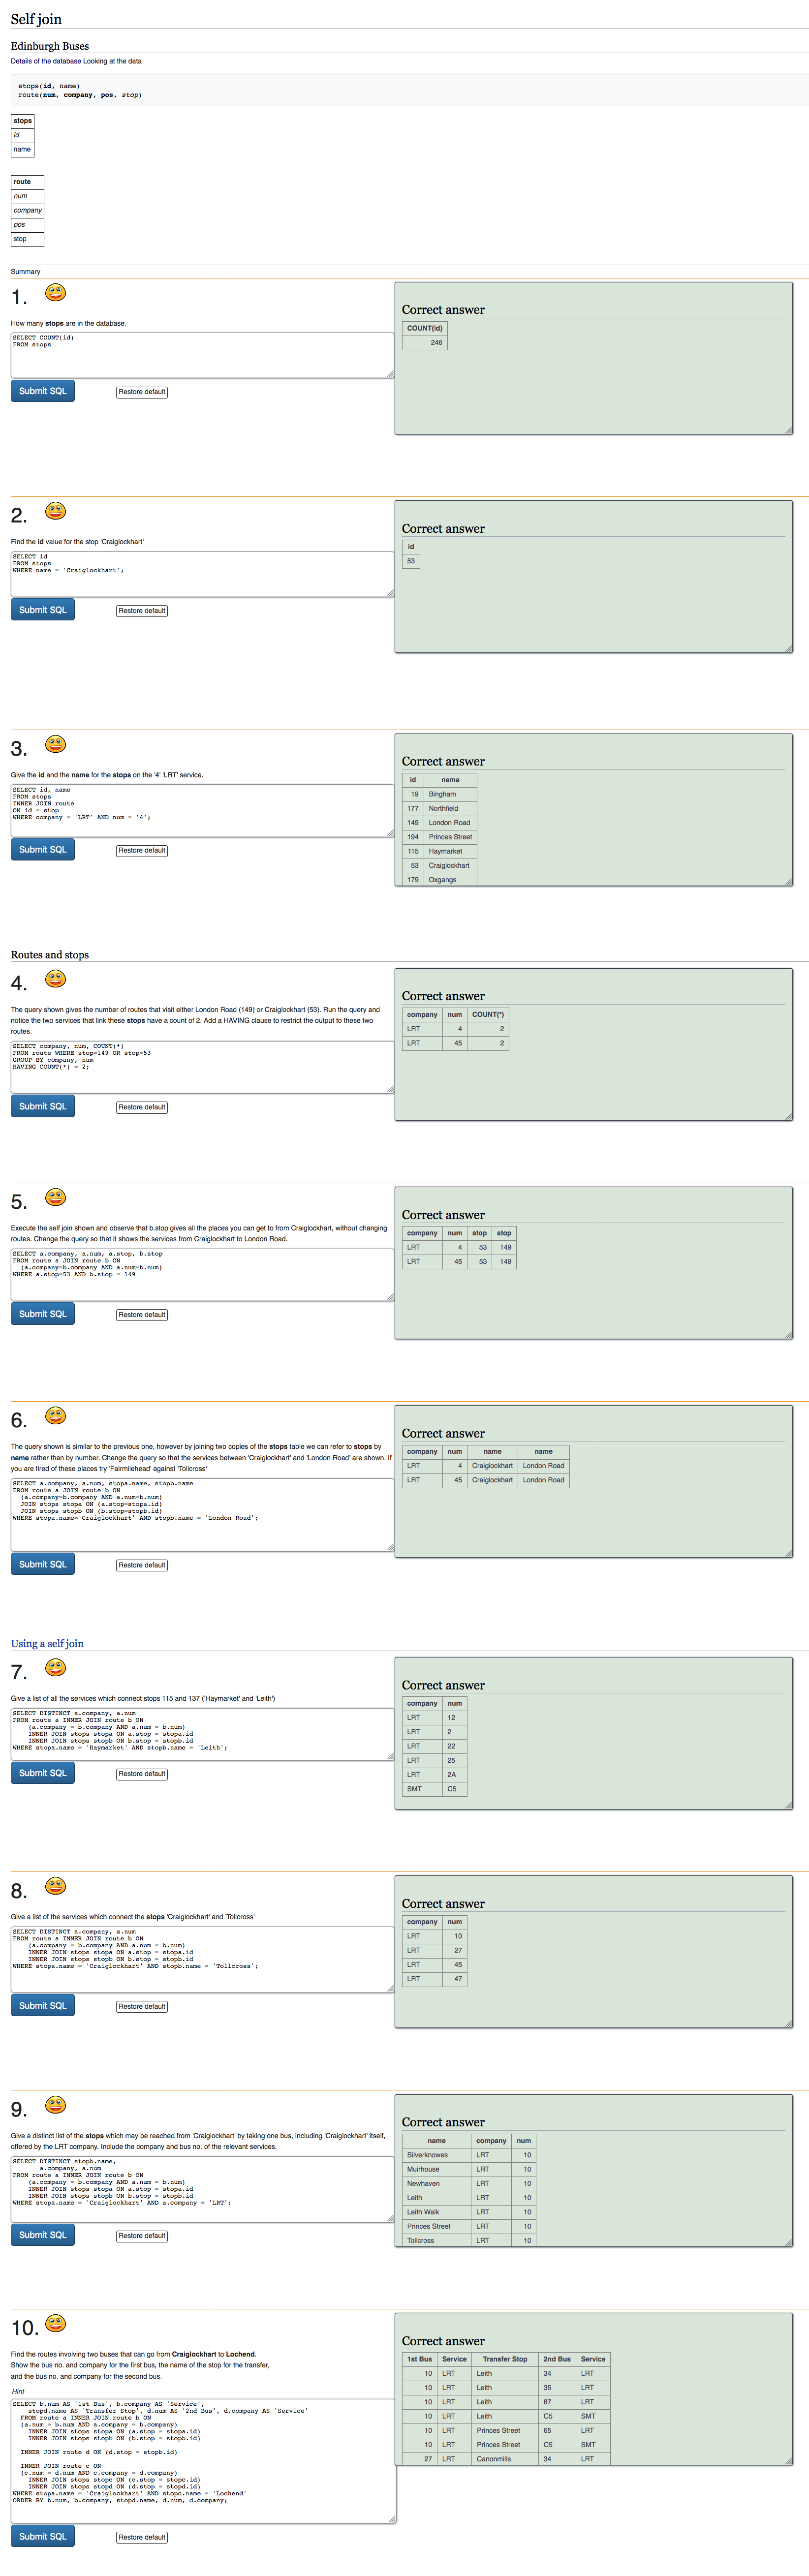 Self join
Edinburgh Buses
Details of the database Looking at the data
stops(id, name)
route(num, company, pos, stop)
stops
id
name
route
num
company
pos
stop
Summary
1.
How many stops are in the database.
SELECT COUNT(id)
FROM stops
Submit SQL Restore default
Correct answer
COUNT(id)
246
2.
Find the id value for the stop 'Craiglockhart'
SELECT id
FROM stops
WHERE name = 'Craiglockhart';
Submit SQL Restore default
Correct answer
id
53
3.
Give the id and the name for the stops on the '4' 'LRT' service.
SELECT id, name
FROM stops
INNER JOIN route
ON id = stop
WHERE company = 'LRT' AND num = '4';
Submit SQL Restore default
Correct answer
id name
19 Bingham
177 Northfield
149 London Road
194 Princes Street
115 Haymarket
53 Craiglockhart
179 Oxgangs
Routes and stops
4.
The query shown gives the number of routes that visit either London Road (149) or Craiglockhart (53). Run the query and
notice the two services that link these stops have a count of 2. Add a HAVING clause to restrict the output to these two
routes.
SELECT company, num, COUNT(*)
FROM route WHERE stop=149 OR stop=53
GROUP BY company, num
HAVING COUNT(*) = 2;
Submit SQL Restore default
Correct answer
company num COUNT(*)
LRT 4 2
LRT 45 2
5.
Execute the self join shown and observe that b.stop gives all the places you can get to from Craiglockhart, without changing
routes. Change the query so that it shows the services from Craiglockhart to London Road.
SELECT a.company, a.num, a.stop, b.stop
FROM route a JOIN route b ON
(a.company=b.company AND a.num=b.num)
WHERE a.stop=53 AND b.stop = 149
Submit SQL Restore default
Correct answer
company num stop stop
LRT 4 53 149
LRT 45 53 149
6.
The query shown is similar to the previous one, however by joining two copies of the stops table we can refer to stops by
name rather than by number. Change the query so that the services between 'Craiglockhart' and 'London Road' are shown. If
you are tired of these places try 'Fairmilehead' against 'Tollcross'
SELECT a.company, a.num, stopa.name, stopb.name
FROM route a JOIN route b ON
(a.company=b.company AND a.num=b.num)
JOIN stops stopa ON (a.stop=stopa.id)
JOIN stops stopb ON (b.stop=stopb.id)
WHERE stopa.name='Craiglockhart' AND stopb.name = 'London Road';
Submit SQL Restore default
Correct answer
company num name name
LRT 4 Craiglockhart London Road
LRT 45 Craiglockhart London Road
Using a self join
7.
Give a list of all the services which connect stops 115 and 137 ('Haymarket' and 'Leith')
SELECT DISTINCT a.company, a.num
FROM route a INNER JOIN route b ON
(a.company = b.company AND a.num = b.num)
INNER JOIN stops stopa ON a.stop = stopa.id
INNER JOIN stops stopb ON b.stop = stopb.id
WHERE stopa.name = 'Haymarket' AND stopb.name = 'Leith';
Submit SQL Restore default
Correct answer
company num
LRT 12
LRT 2
LRT 22
LRT 25
LRT 2A
SMT C5
8.
Give a list of the services which connect the stops 'Craiglockhart' and 'Tollcross'
SELECT DISTINCT a.company, a.num
FROM route a INNER JOIN route b ON
(a.company = b.company AND a.num = b.num)
INNER JOIN stops stopa ON a.stop = stopa.id
INNER JOIN stops stopb ON b.stop = stopb.id
WHERE stopa.name = 'Craiglockhart' AND stopb.name = 'Tollcross';
Submit SQL Restore default
Correct answer
company num
LRT 10
LRT 27
LRT 45
LRT 47
9.
Give a distinct list of the stops which may be reached from 'Craiglockhart' by taking one bus, including 'Craiglockhart' itself,
offered by the LRT company. Include the company and bus no. of the relevant services.
SELECT DISTINCT stopb.name,
a.company, a.num
FROM route a INNER JOIN route b ON
(a.company = b.company AND a.num = b.num)
INNER JOIN stops stopa ON a.stop = stopa.id
INNER JOIN stops stopb ON b.stop = stopb.id
WHERE stopa.name = 'Craiglockhart' AND a.company = 'LRT';
Submit SQL Restore default
Correct answer
name company num
Silverknowes LRT 10
Muirhouse LRT 10
Newhaven LRT 10
Leith LRT 10
Leith Walk LRT 10
Princes Street LRT 10
Tollcross LRT 10
10.
Find the routes involving two buses that can go from Craiglockhart to Lochend.
Show the bus no. and company for the first bus, the name of the stop for the transfer,
and the bus no. and company for the second bus.
Hint
SELECT b.num AS '1st Bus', b.company AS 'Service',
stopd.name AS 'Transfer Stop', d.num AS '2nd Bus', d.company AS 'Service'
FROM route a INNER JOIN route b ON
(a.num = b.num AND a.company = b.company)
INNER JOIN stops stopa ON (a.stop = stopa.id)
INNER JOIN stops stopb ON (b.stop = stopb.id)
INNER JOIN route d ON (d.stop = stopb.id)
INNER JOIN route c ON
(c.num = d.num AND c.company = d.company)
INNER JOIN stops stopc ON (c.stop = stopc.id)
INNER JOIN stops stopd ON (d.stop = stopd.id)
WHERE stopa.name = 'Craiglockhart' AND stopc.name = 'Lochend'
ORDER BY b.num, b.company, stopd.name, d.num, d.company;
Submit SQL Restore default
Correct answer
1st Bus Service Transfer Stop 2nd Bus Service
10 LRT Leith 34 LRT
10 LRT Leith 35 LRT
10 LRT Leith 87 LRT
10 LRT Leith C5 SMT
10 LRT Princes Street 65 LRT
10 LRT Princes Street C5 SMT
27 LRT Canonmills 34 LRT